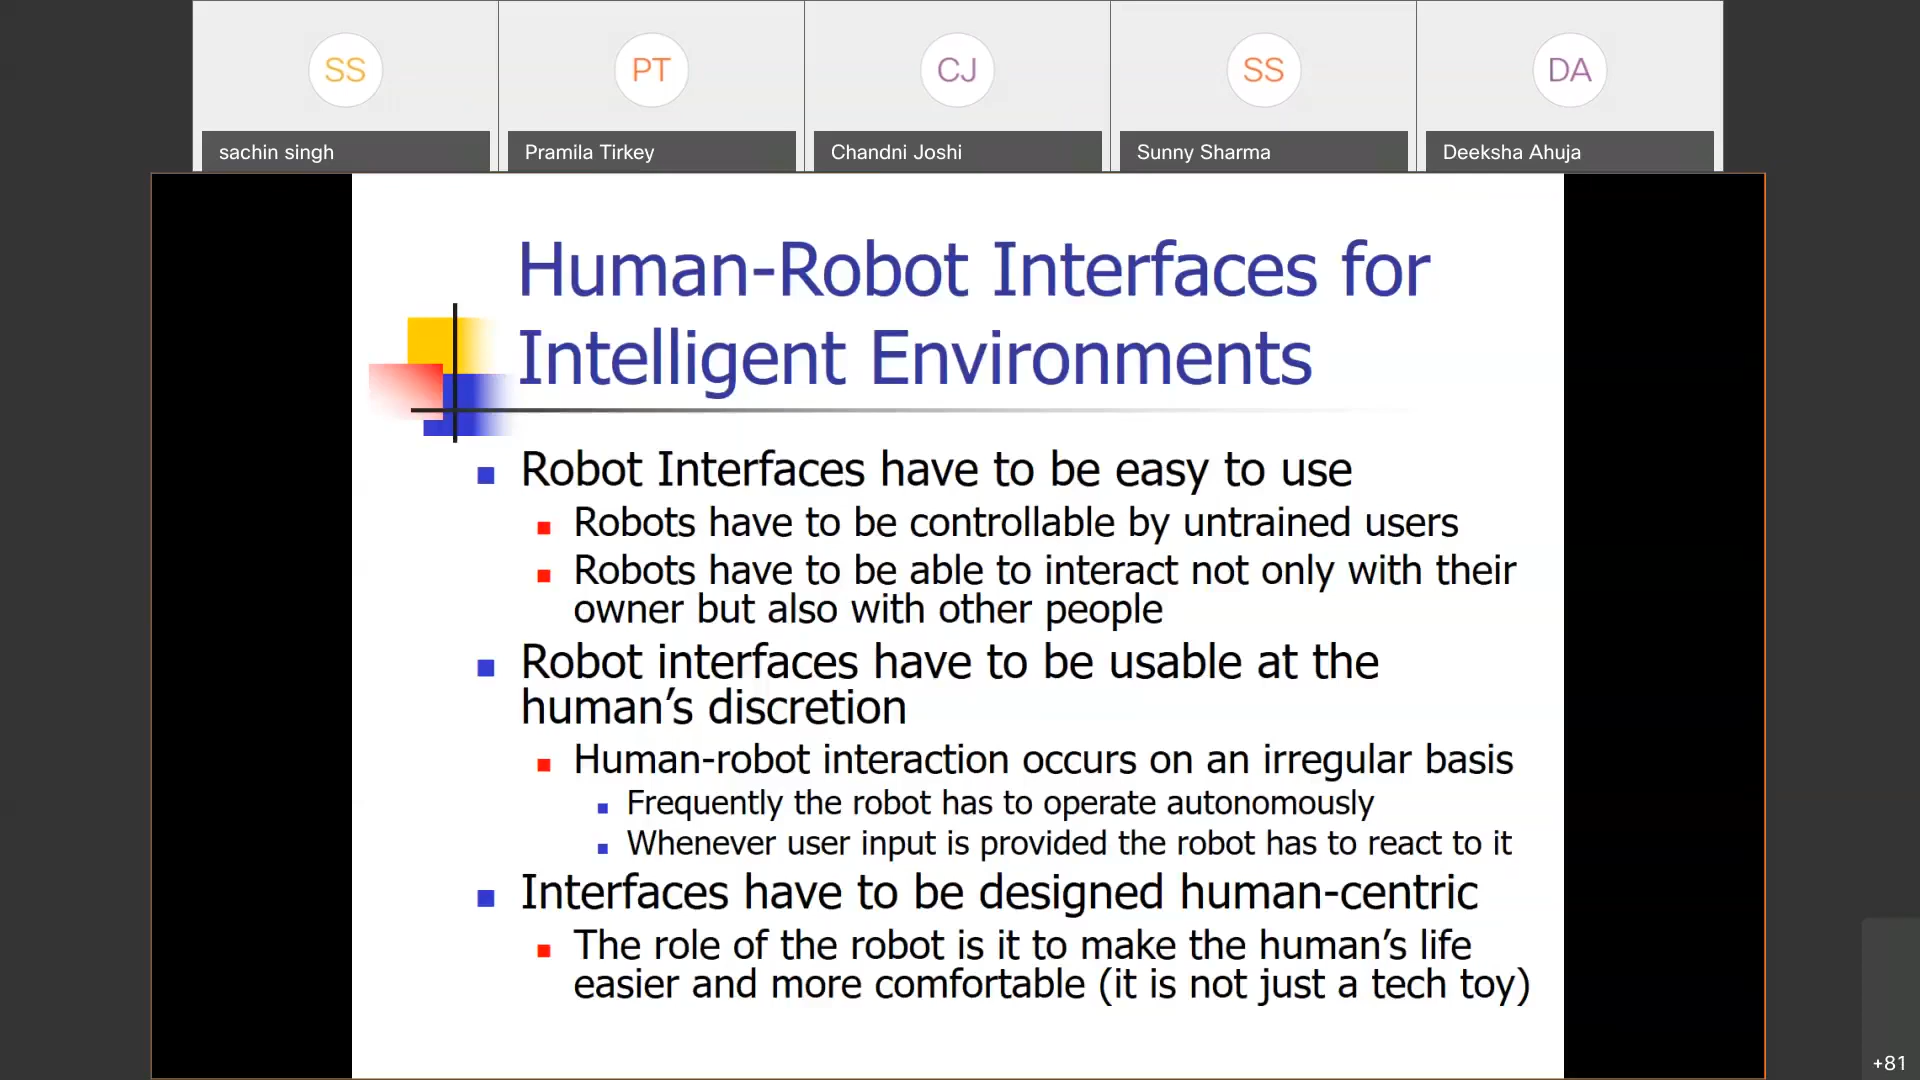 SS
PT
CJ
SS
DA
sachin singh
Pramila Tirkey
Chandni Joshi
Sunny Sharma
Deeksha Ahuja
Human-Robot Interfaces for
Intelligent Environments
Robot Interfaces have to be easy to use
Robots have to be controllable by untrained users
Robots have to be able to interact not only with their
owner but also with other people
Robot interfaces have to be usable at the
human’s discretion
Human-robot interaction occurs on an irregular basis
Frequently the robot has to operate autonomously
Whenever user input is provided the robot has to react to it
Interfaces have to be designed human-centric
The role of the robot is it to make the human’s life
easier and more comfortable (it is not just a tech toy)
+81